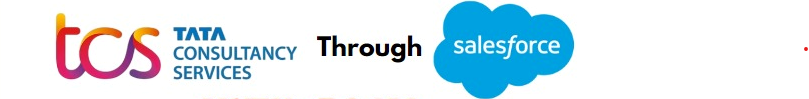 tcs TATA
CONSULTANCY
SERVICES
Through
salesforce